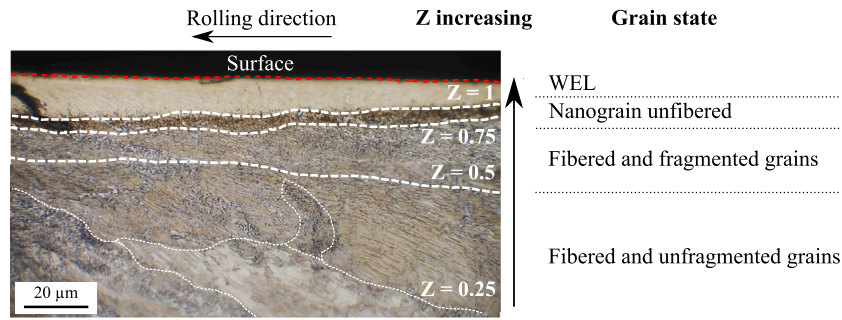 Rolling direction
Z increasing
Grain state
Surface
WEL
Z = 1
Nanograin unfibered
Z = 0.75
Fibered and fragmented grains
Z = 0.5
Fibered and unfragmented grains
Z = 0.25
20 µm